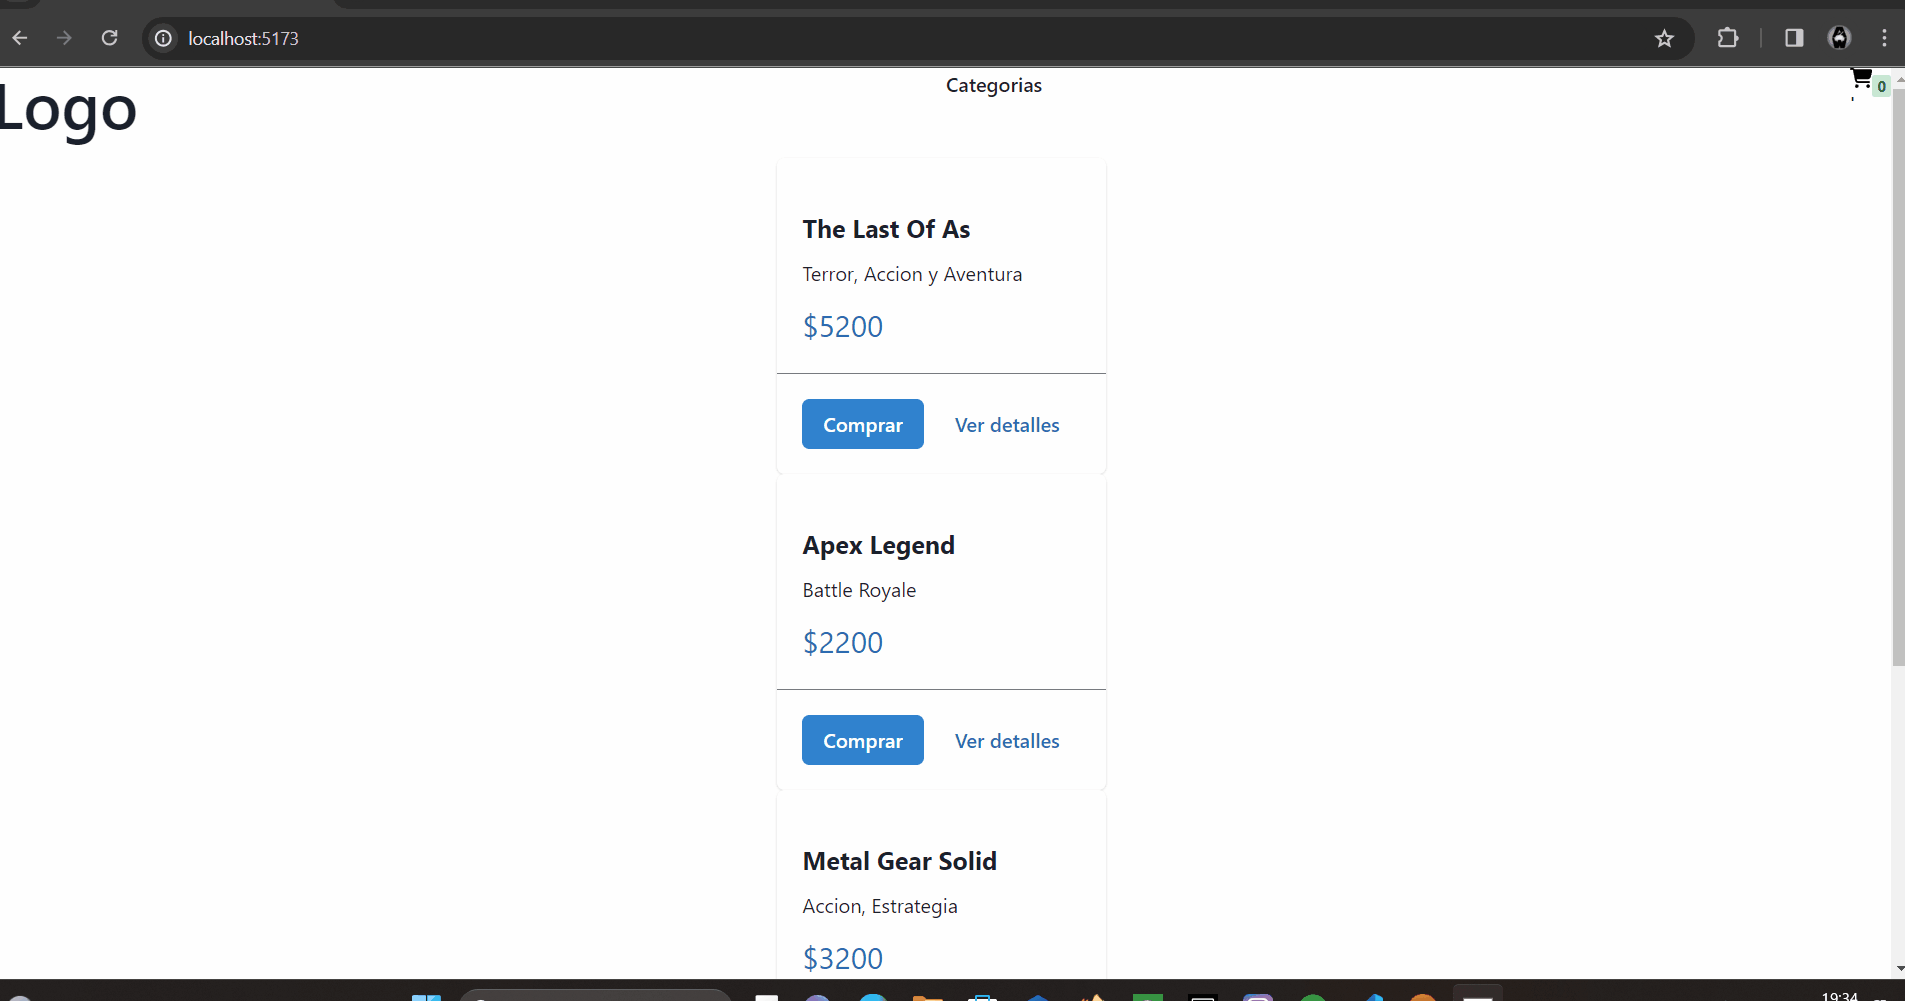 localhost:5173
Logo
Categorias
0
The Last Of As
Terror, Accion y Aventura
$5200
Comprar
Ver detalles
Apex Legend
Battle Royale
$2200
Comprar
Ver detalles
Metal Gear Solid
Accion, Estrategia
$3200
19:34